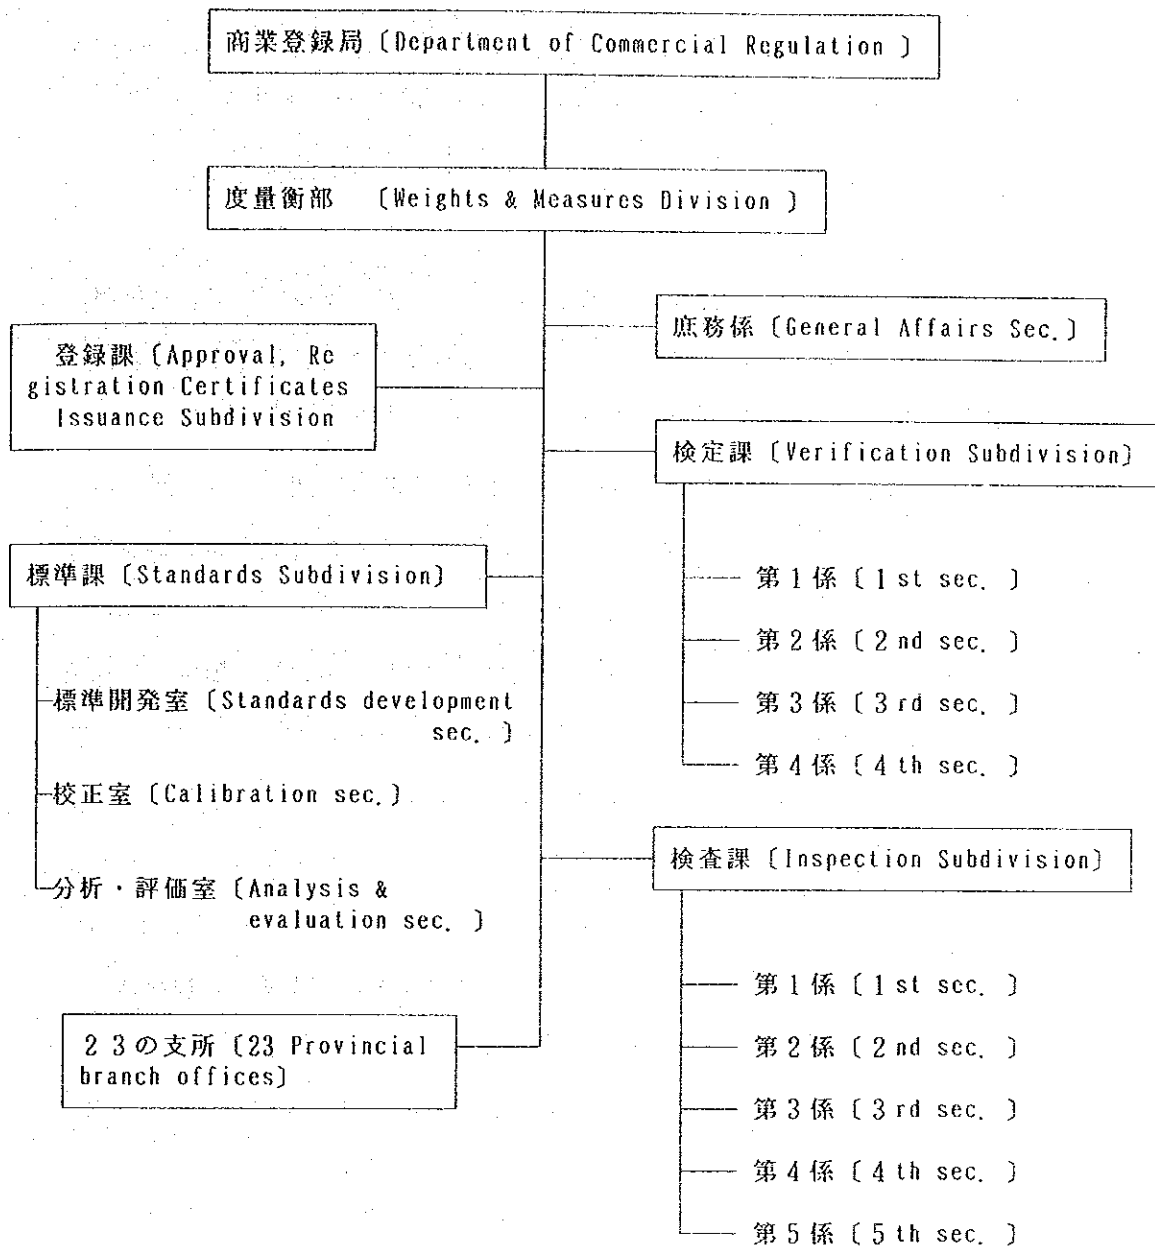 商業登録局〔Department of Commercial Regulation 〕
度量衡部 〔Weights & Measures Division 〕
庶務係〔General Affairs Sec.〕
登録課〔Approval, Re
gistration Certificates
Issuance Subdivision
検定課〔Verification Subdivision〕
第1係〔1st sec. 〕
第2係〔2nd sec. 〕
第3係〔3rd sec. 〕
第4係〔4th sec. 〕
標準課〔Standards Subdivision〕
標準開発室〔Standards development
sec. 〕
校正室〔Calibration sec.〕
分析・評価室〔Analysis &
evaluation sec. 〕
検査課〔Inspection Subdivision〕
第1係〔1st sec. 〕
第2係〔2nd sec. 〕
第3係〔3rd sec. 〕
第4係〔4th sec. 〕
第5係〔5th sec. 〕
23の支所〔23 Provincial
branch offices〕